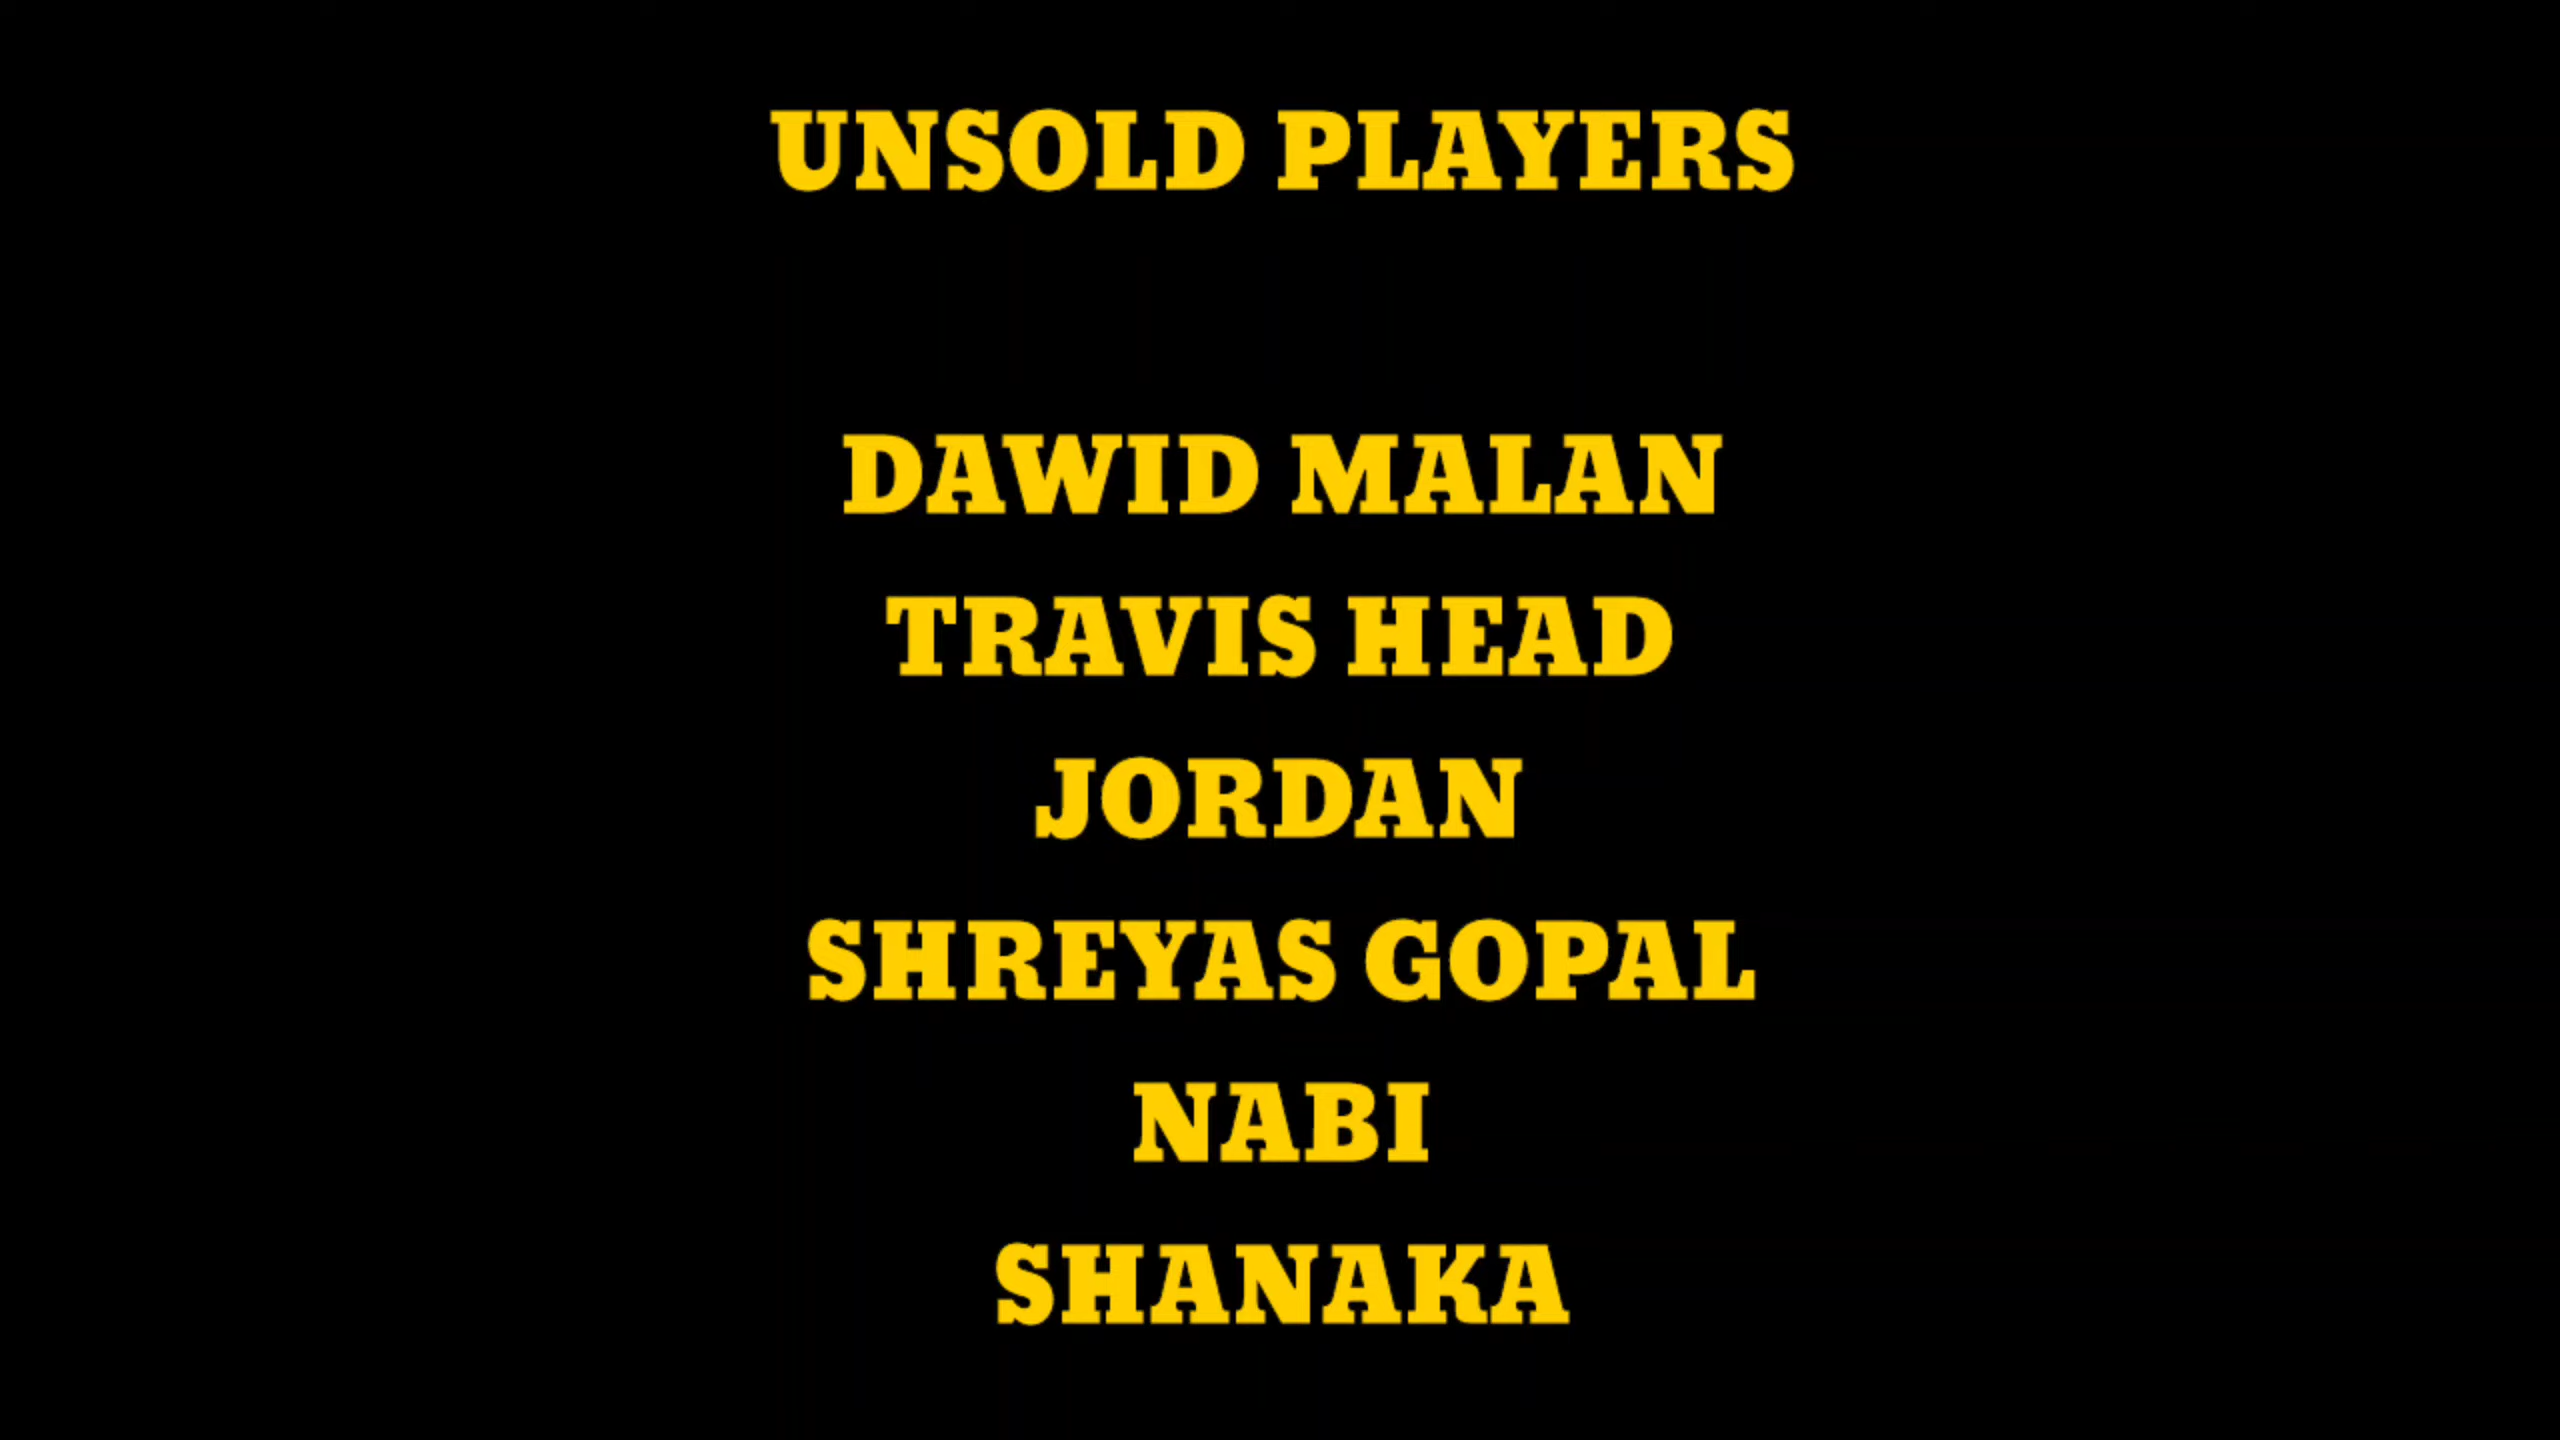 UNSOLD PLAYERS
DAWID MALAN
TRAVIS HEAD
JORDAN
SHREYAS GOPAL
NABI
SHANAKA